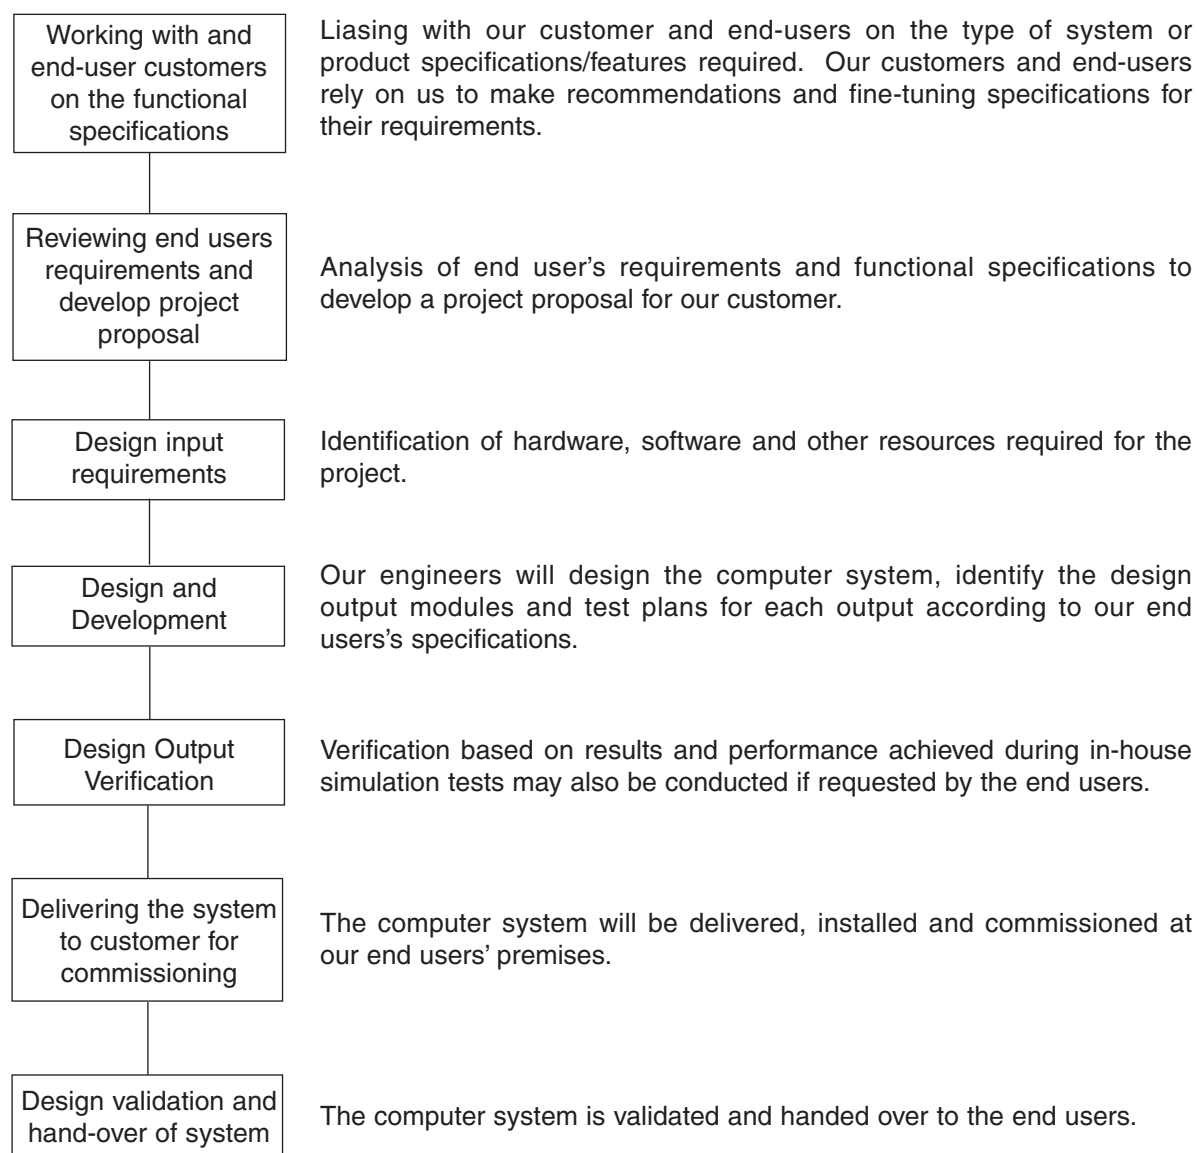 Working with and
end-user customers
on the functional
specifications
Liasing with our customer and end-users on the type of system or
product specifications/features required. Our customers and end-users
rely on us to make recommendations and fine-tuning specifications for
their requirements.
Reviewing end users
requirements and
develop project
proposal
Analysis of end user's requirements and functional specifications to
develop a project proposal for our customer.
Design input
requirements
Identification of hardware, software and other resources required for the
project.
Design and
Development
Our engineers will design the computer system, identify the design
output modules and test plans for each output according to our end
users's specifications.
Design Output
Verification
Verification based on results and performance achieved during in-house
simulation tests may also be conducted if requested by the end users.
Delivering the system
to customer for
commissioning
The computer system will be delivered, installed and commissioned at
our end users' premises.
Design validation and
hand-over of system
The computer system is validated and handed over to the end users.